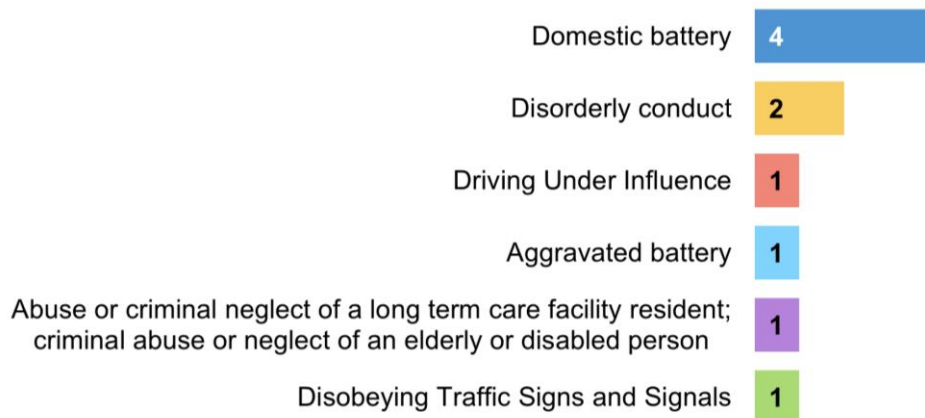 Domestic battery 4
Disorderly conduct 2
Driving Under Influence 1
Aggravated battery 1
Abuse or criminal neglect of a long term care facility resident;
criminal abuse or neglect of an elderly or disabled person 1
Disobeying Traffic Signs and Signals 1